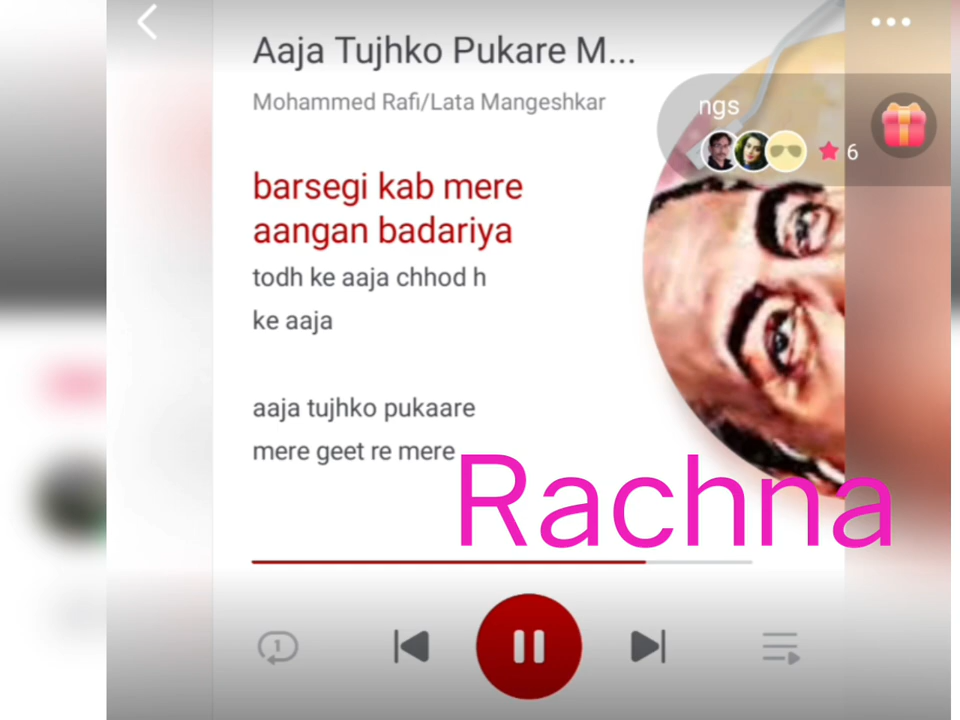 Aaja Tujhko Pukare M...
Mohammed Rafi/Lata Mangeshkar
ngs
6
barsegi kab mere
aangan badariya
todh ke aaja chhod h
ke aaja
aaja tujhko pukaare
mere geet re mere
Rachna
1